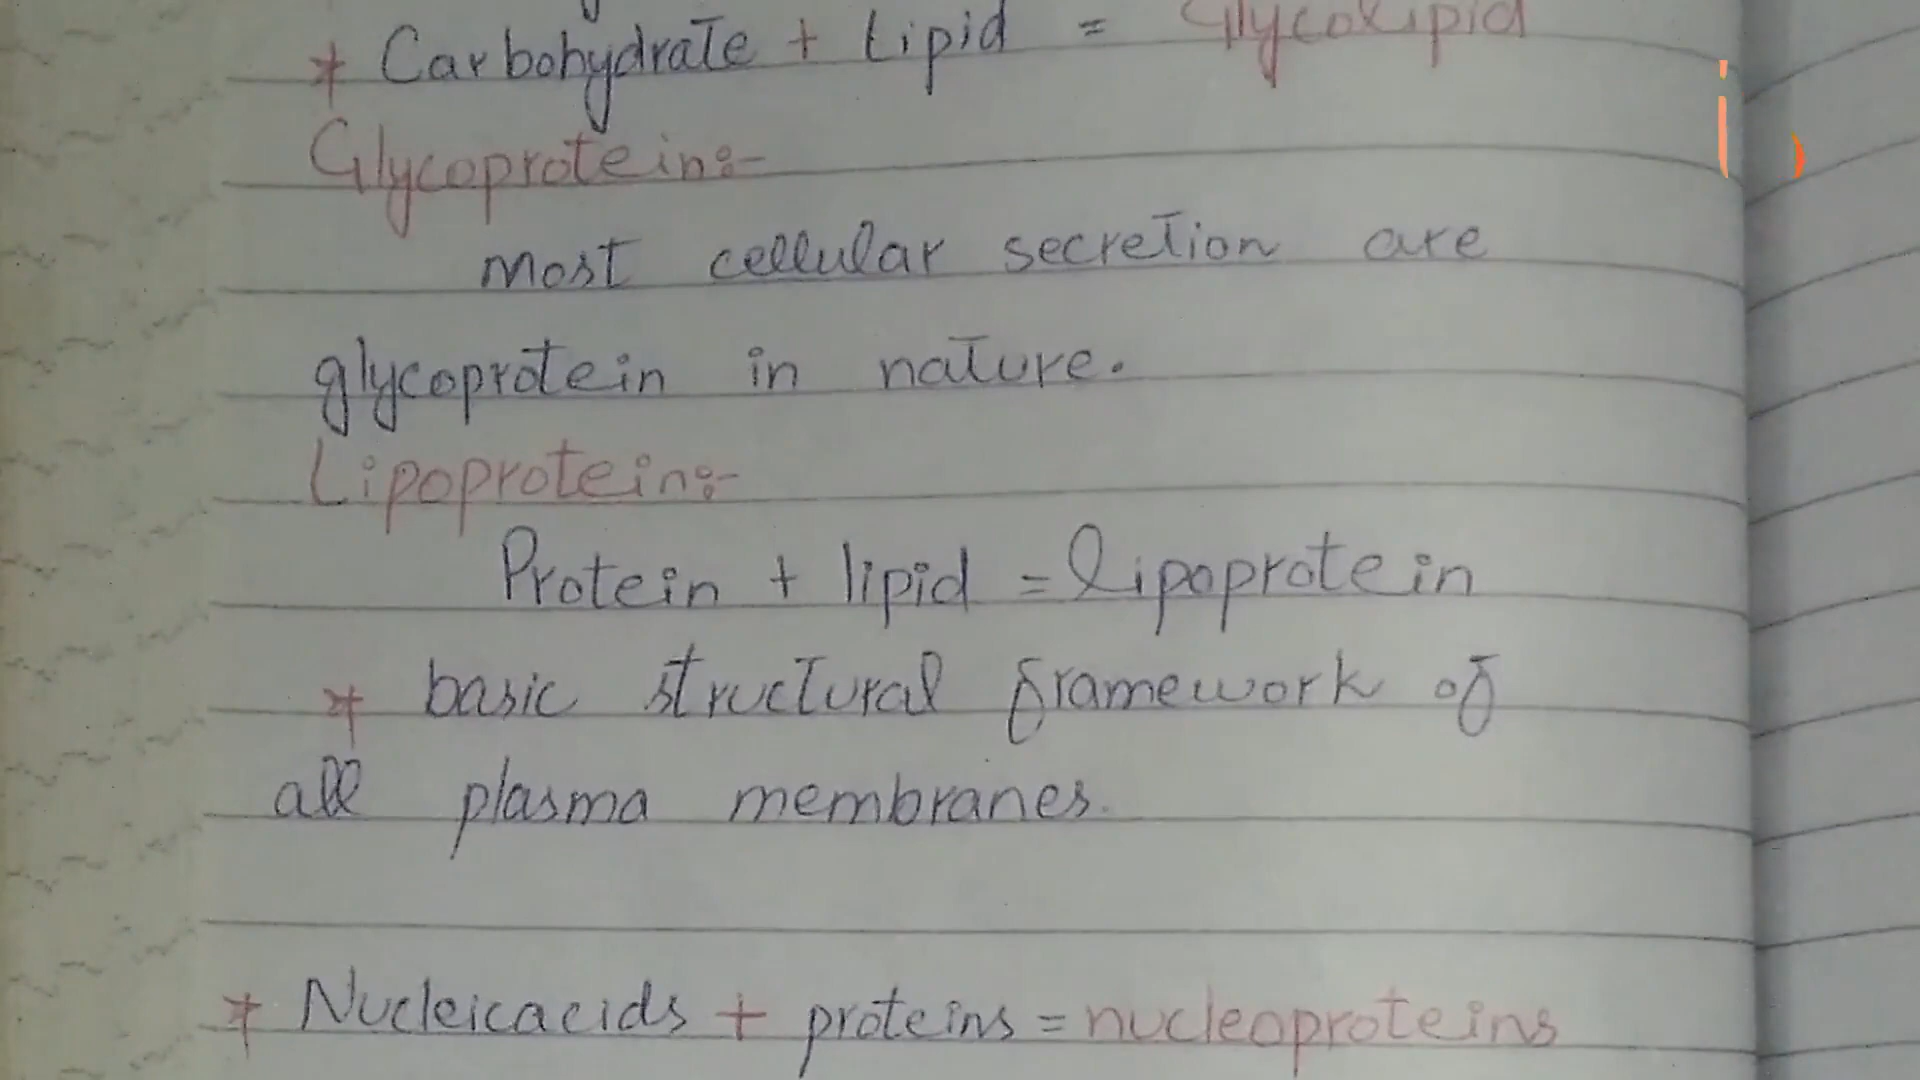 * Carbohydrate + Lipid = Glycolipid
Glycoprotein:-
most cellular secretion are
glycoprotein in nature.
Lipoprotein:-
Protein + lipid = lipoprotein
* basic structural framework of
all plasma membranes.
* Nucleicacids + proteins = nucleoproteins